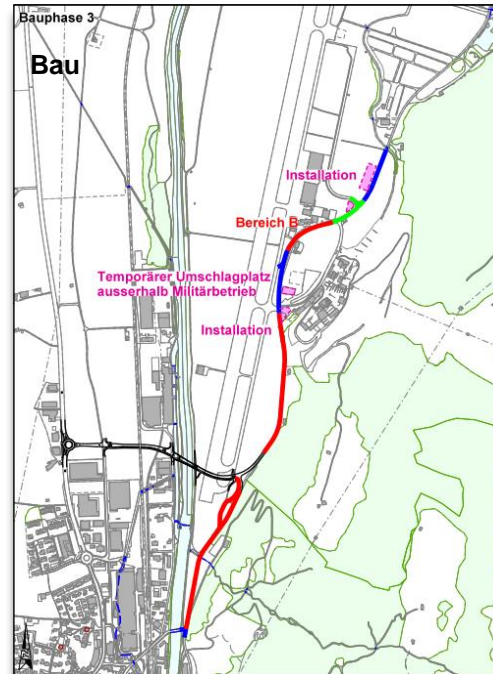 Bauphase 3
Bau
Installation
Bereich B
Temporärer Umschlagplatz
ausserhalb Militärbetrieb
Installation